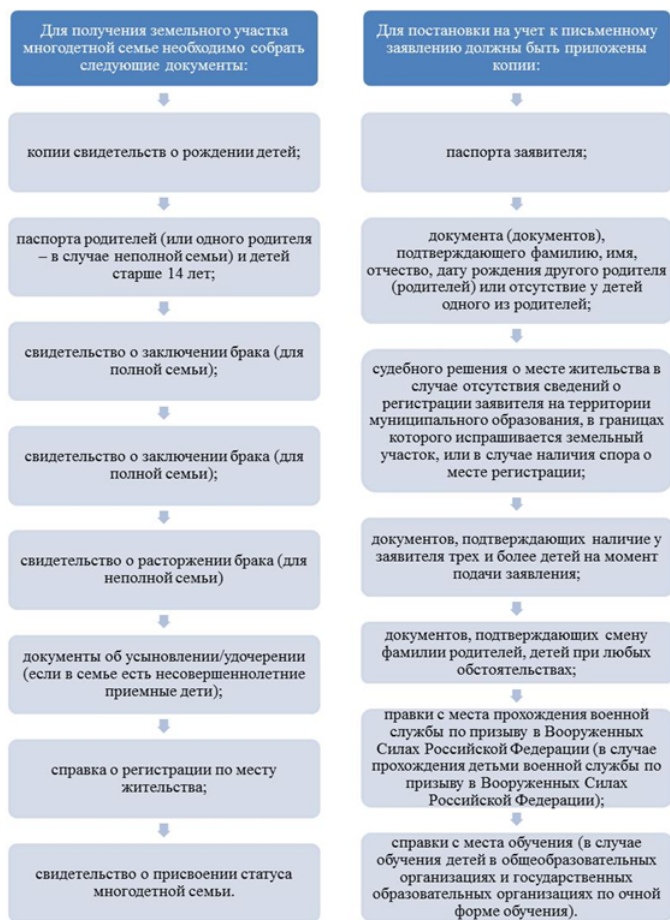 Для получения земельного участка
многодетной семье необходимо собрать
следующие документы:
копии свидетельств о рождении детей;
паспорта родителей (или одного родителя
– в случае неполной семьи) и детей
старше 14 лет;
свидетельство о заключении брака (для
полной семьи);
свидетельство о заключении брака (для
полной семьи);
свидетельство о расторжении брака (для
неполной семьи)
документы об усыновлении/удочерении
(если в семье есть несовершеннолетние
приемные дети);
справка о регистрации по месту
жительства;
свидетельство о присвоении статуса
многодетной семьи.
Для постановки на учет к письменному
заявлению должны быть приложены
копии:
паспорта заявителя;
документа (документов),
подтверждающего фамилию, имя,
отчество, дату рождения другого родителя
(родителей) или отсутствие у детей
одного из родителей;
судебного решения о месте жительства в
случае отсутствия сведений о
регистрации заявителя на территории
муниципального образования, в границах
которого испрашивается земельный
участок, или в случае наличия спора о
месте регистрации;
документов, подтверждающих наличие у
заявителя трех и более детей на момент
подачи заявления;
документов, подтверждающих смену
фамилии родителей, детей при любых
обстоятельствах;
правки с места прохождения военной
службы по призыву в Вооруженных
Силах Российской Федерации (в случае
прохождения детьми военной службы по
призыву в Вооруженных Силах
Российской Федерации);
справки с места обучения (в случае
обучения детей в общеобразовательных
организациях и государственных
образовательных организациях по очной
форме обучения).